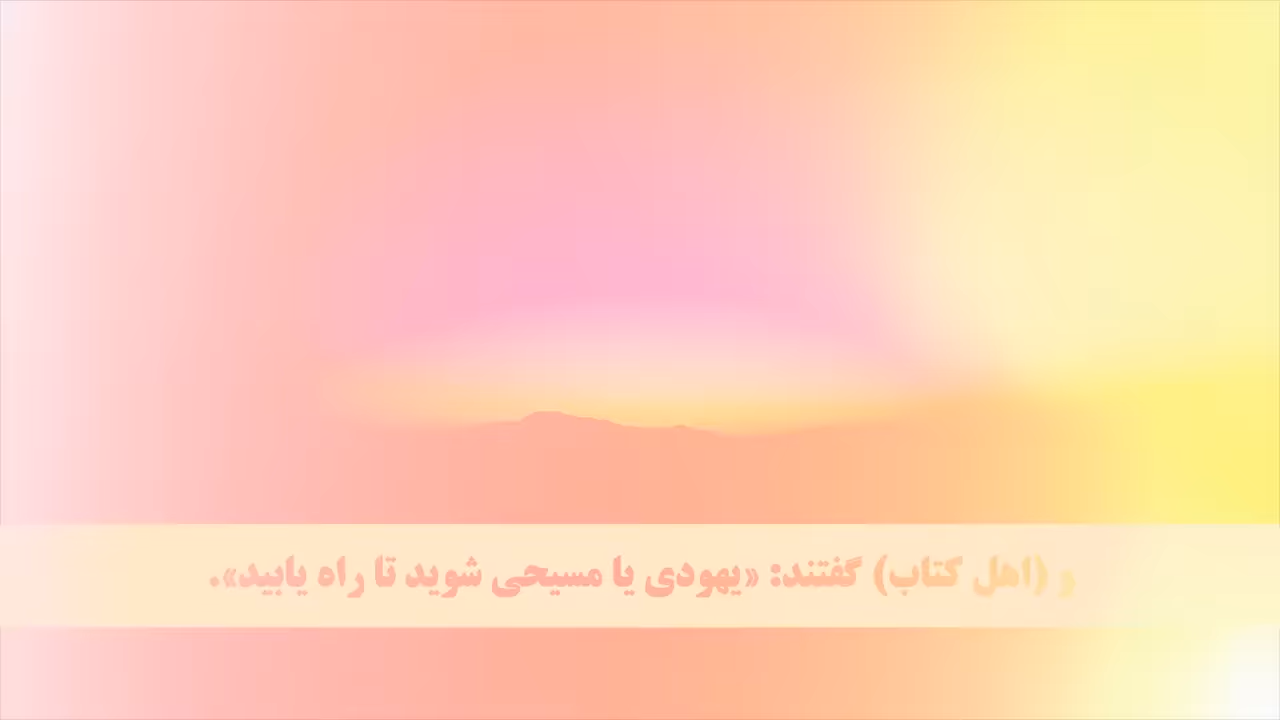 و (اهل کتاب) گفتند: «یهودی یا مسیحی شوید تا راه یابید».